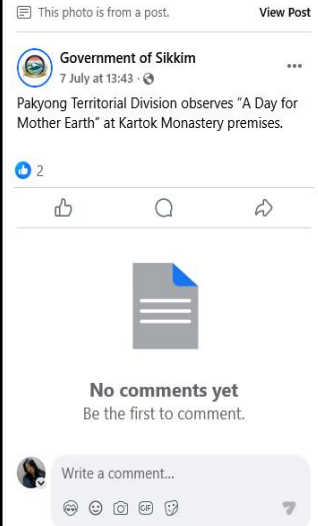 This photo is from a post. View Post
Government of Sikkim
7 July at 13:43 ·
Pakyong Territorial Division observes “A Day for
Mother Earth” at Kartok Monastery premises.
2
No comments yet
Be the first to comment.
Write a comment...
GIF